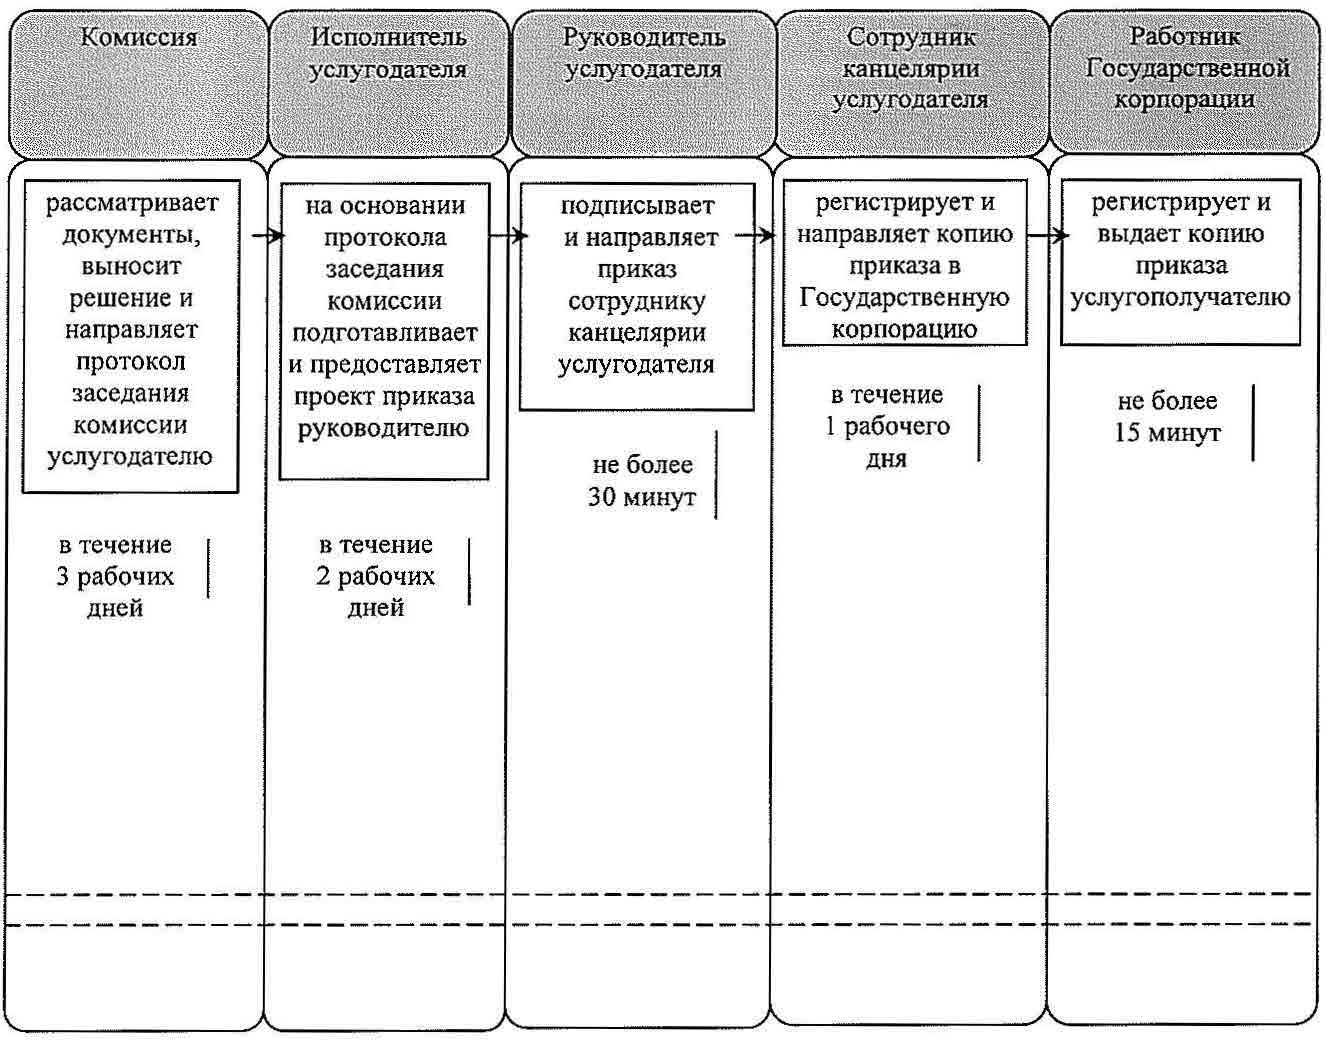 Комиссия
Исполнитель
услугодателя
Руководитель
услугодателя
Сотрудник
канцелярии
услугодателя
Работник
Государственной
корпорации
рассматривает
документы,
выносит
решение и
направляет
протокол
заседания
комиссии
услугодателю
в течение
3 рабочих
дней
на основании
протокола
заседания
комиссии
подготавливает
и предоставляет
проект приказа
руководителю
в течение
2 рабочих
дней
подписывает
и направляет
приказ
сотруднику
канцелярии
услугодателя
не более
30 минут
регистрирует и
направляет копию
приказа в
Государственную
корпорацию
в течение
1 рабочего
дня
регистрирует и
выдает копию
приказа
услугополучателю
не более
15 минут